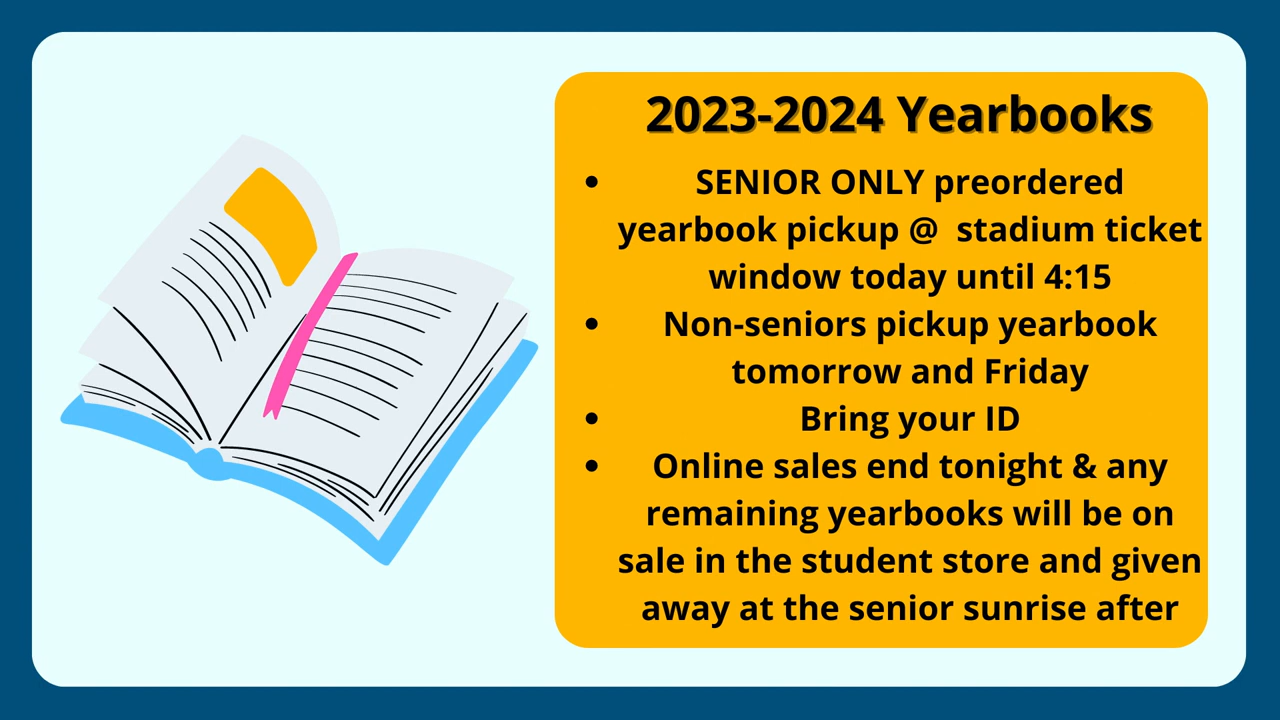 2023-2024 Yearbooks
• SENIOR ONLY preordered
yearbook pickup @  stadium ticket
window today until 4:15
• Non-seniors pickup yearbook
tomorrow and Friday
• Bring your ID
• Online sales end tonight & any
remaining yearbooks will be on
sale in the student store and given
away at the senior sunrise after